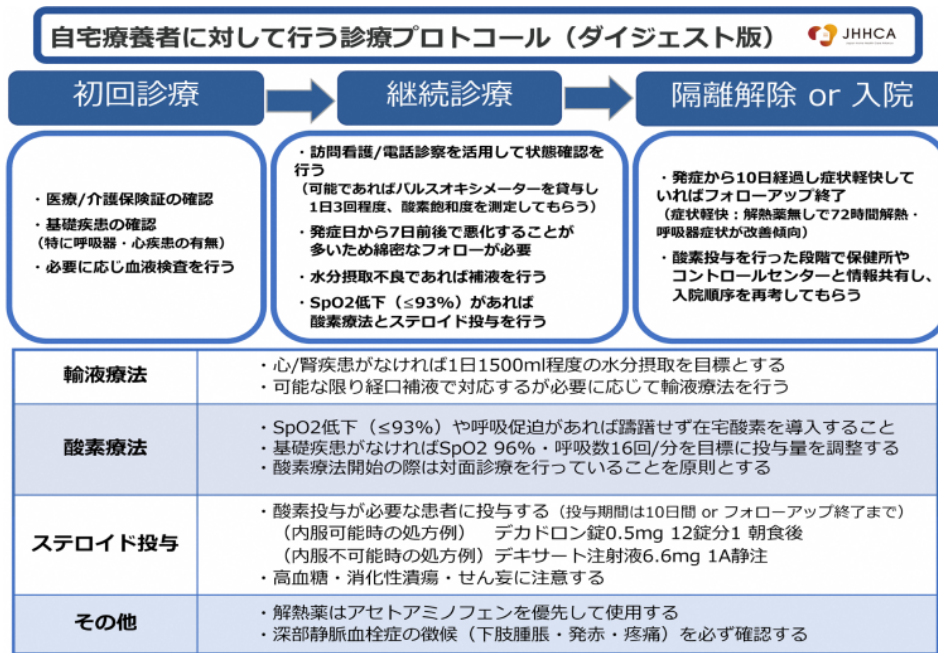 自宅療養者に対して行う診療プロトコール（ダイジェスト版）
JHHCA
初回診療
継続診療
隔離解除 or 入院
・医療/介護保険証の確認
・基礎疾患の確認
（特に呼吸器・心疾患の有無）
・必要に応じ血液検査を行う
・訪問看護/電話診察を活用して状態確認を
行う
（可能であればパルスオキシメーターを貸与し
1日3回程度、酸素飽和度を測定してもらう）
・発症日から7日前後で悪化することが
多いため綿密なフォローが必要
・水分摂取不良であれば補液を行う
・SpO2低下（≤93%）があれば
酸素療法とステロイド投与を行う
・発症から10日経過し症状軽快して
いればフォローアップ終了
（症状軽快：解熱薬無しで72時間解熱・
呼吸器症状が改善傾向）
・酸素投与を行った段階で保健所や
コントロールセンターと情報共有し、
入院順序を再考してもらう
輸液療法
・心/腎疾患がなければ1日1500ml程度の水分摂取を目標とする
・可能な限り経口補液で対応するが必要に応じて輸液療法を行う
酸素療法
・SpO2低下（≤93%）や呼吸促迫があれば躊躇せず在宅酸素を導入すること
・基礎疾患がなければSpO2 96%・呼吸数16回/分を目標に投与量を調整する
・酸素療法開始の際は対面診療を行っていることを原則とする
ステロイド投与
・酸素投与が必要な患者に投与する（投与期間は10日間 or フォローアップ終了まで）
（内服可能時の処方例） デカドロン錠0.5mg 12錠分1 朝食後
（内服不可能時の処方例）デキサート注射液6.6mg 1A静注
・高血糖・消化性潰瘍・せん妄に注意する
その他
・解熱薬はアセトアミノフェンを優先して使用する
・深部静脈血栓症の徴候（下肢腫脹・発赤・疼痛）を必ず確認する